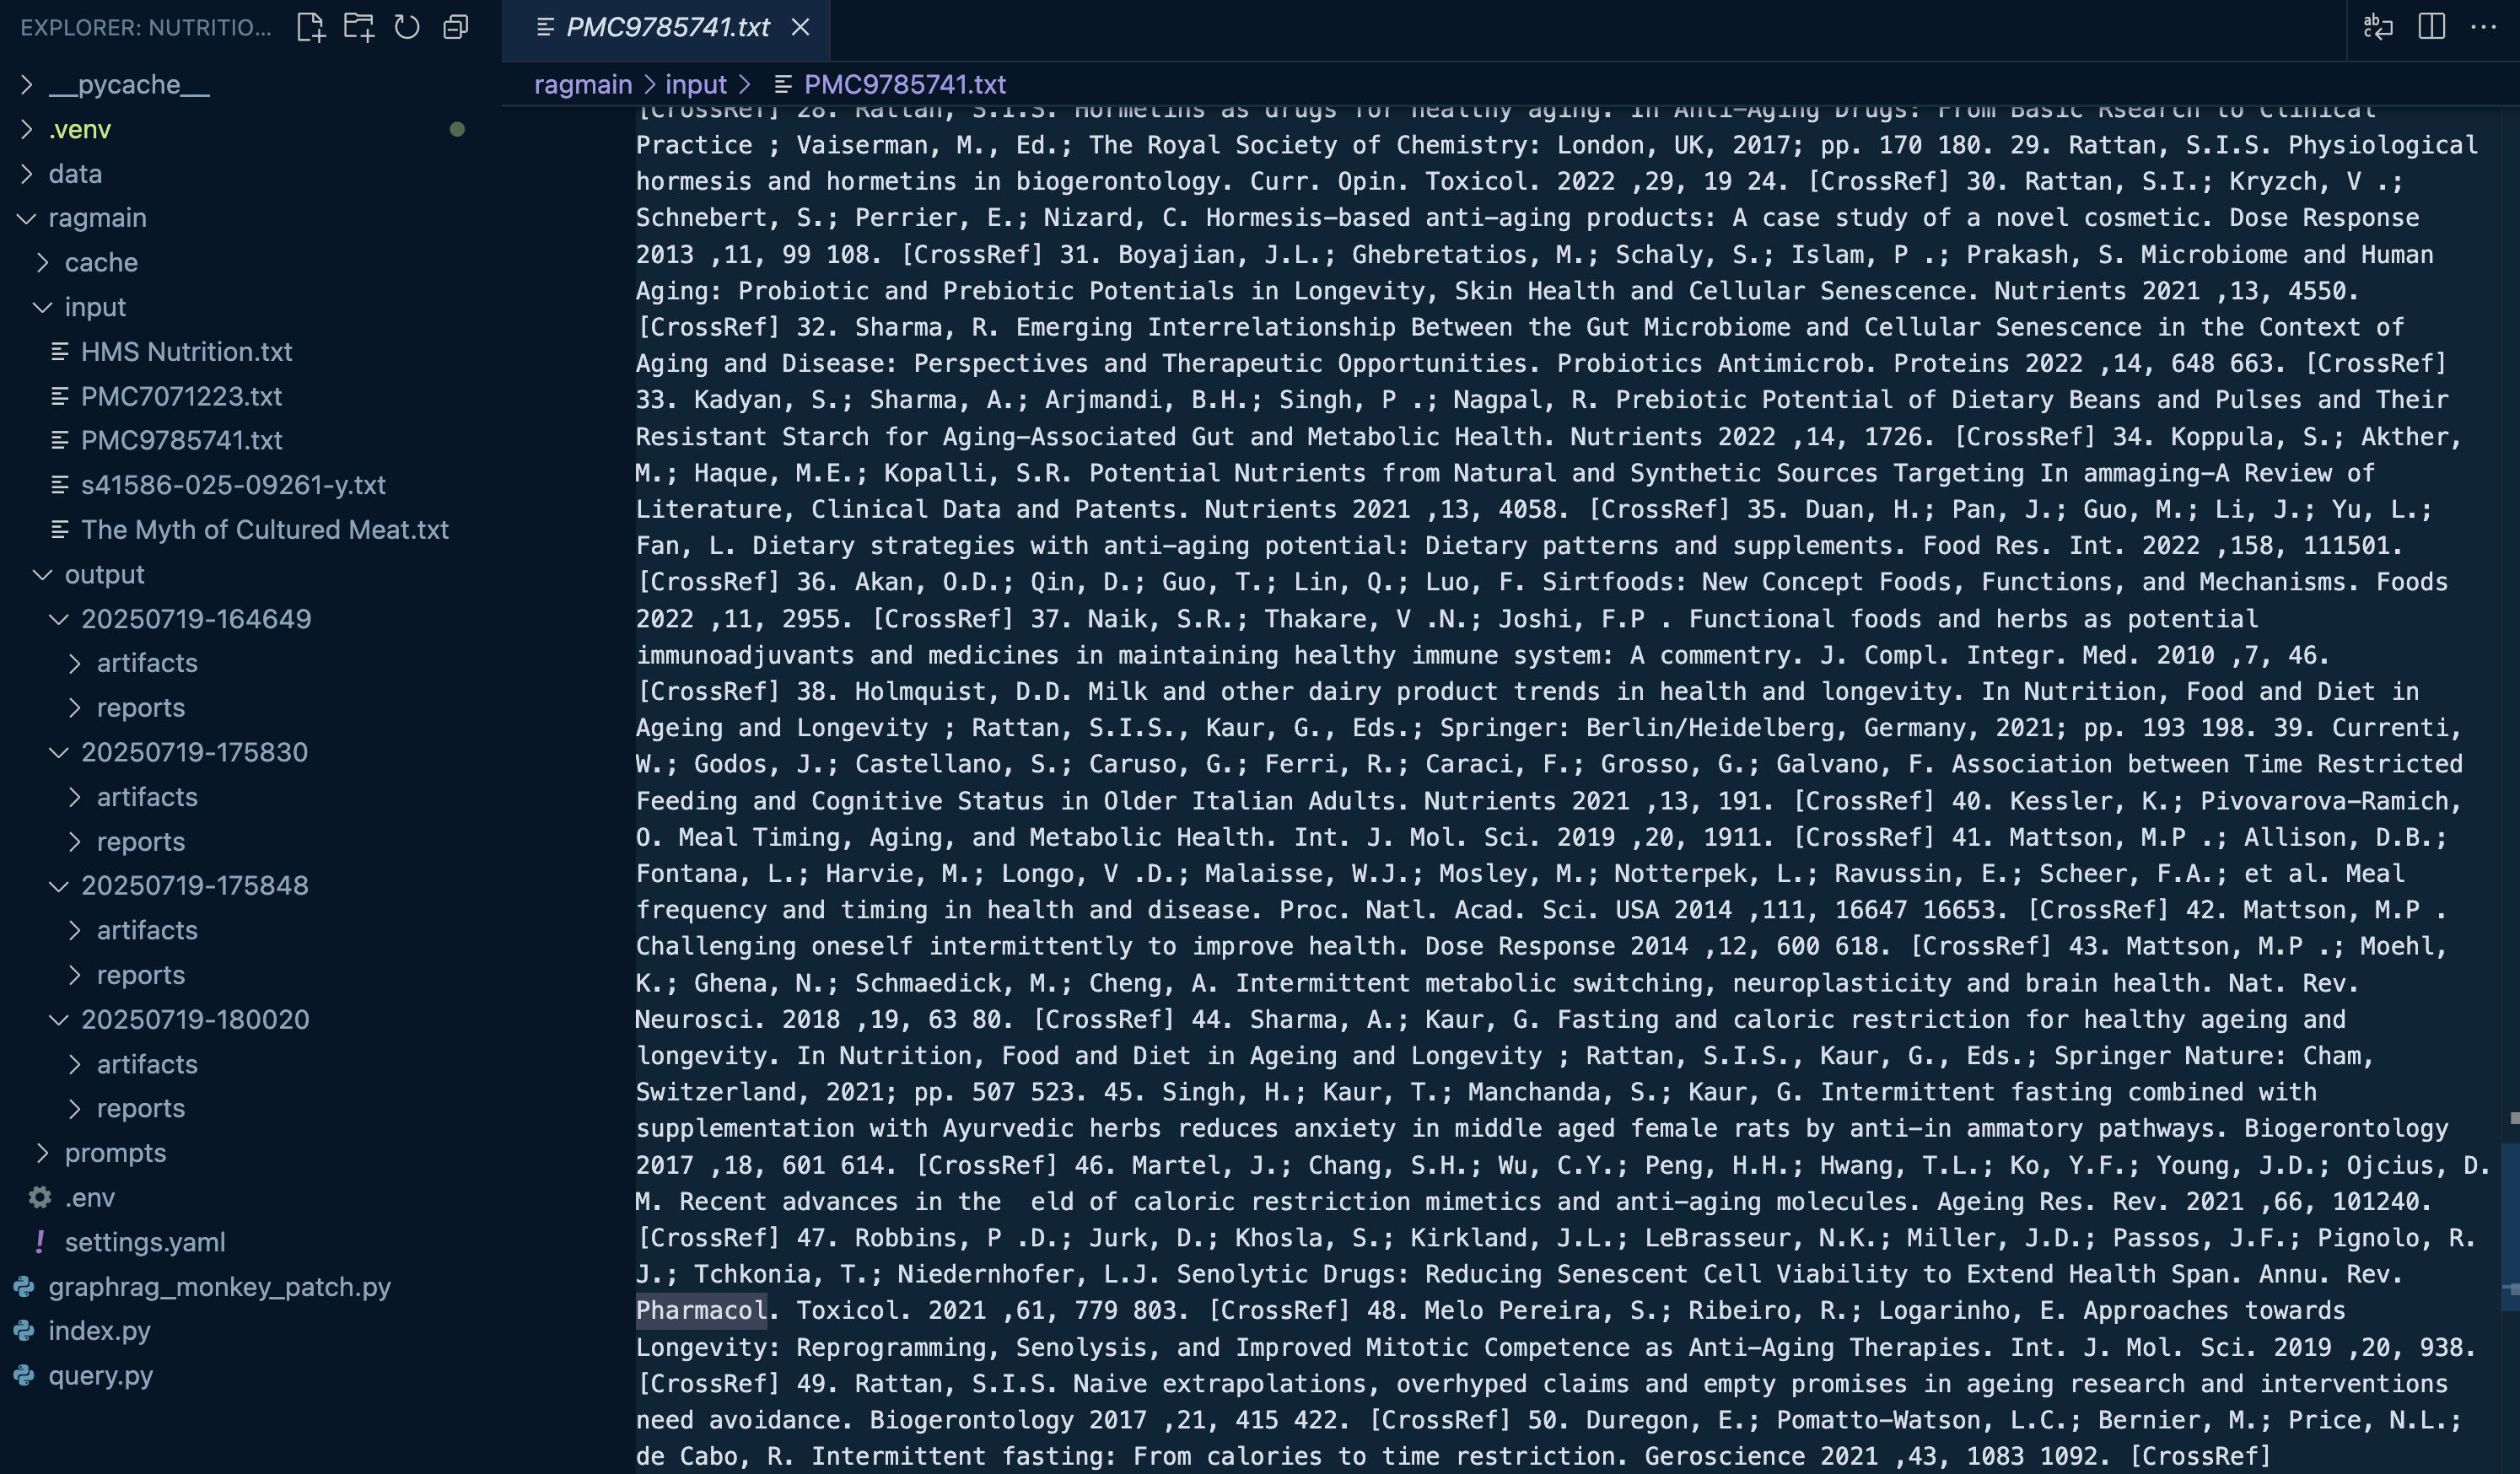 EXPLORER: NUTRITIO...
__pycache__
.venv
data
ragmain
cache
input
HMS Nutrition.txt
PMC7071223.txt
PMC9785741.txt
s41586-025-09261-y.txt
The Myth of Cultured Meat.txt
output
20250719-164649
artifacts
reports
20250719-175830
artifacts
reports
20250719-175848
artifacts
reports
20250719-180020
artifacts
reports
prompts
.env
! settings.yaml
graphrag_monkey_patch.py
index.py
query.py
PMC9785741.txt
ragmain > input > PMC9785741.txt
[CrossRef] 28. Rattan, S.I.S. Hormetins as drugs for healthy aging. In Anti-Aging Drugs: From Basic Rsearch to Clinical
Practice ; Vaiserman, M., Ed.; The Royal Society of Chemistry: London, UK, 2017; pp. 170 180. 29. Rattan, S.I.S. Physiological
hormesis and hormetins in biogerontology. Curr. Opin. Toxicol. 2022 ,29, 19 24. [CrossRef] 30. Rattan, S.I.; Kryzch, V .;
Schnebert, S.; Perrier, E.; Nizard, C. Hormesis-based anti-aging products: A case study of a novel cosmetic. Dose Response
2013 ,11, 99 108. [CrossRef] 31. Boyajian, J.L.; Ghebretatios, M.; Schaly, S.; Islam, P .; Prakash, S. Microbiome and Human
Aging: Probiotic and Prebiotic Potentials in Longevity, Skin Health and Cellular Senescence. Nutrients 2021 ,13, 4550.
[CrossRef] 32. Sharma, R. Emerging Interrelationship Between the Gut Microbiome and Cellular Senescence in the Context of
Aging and Disease: Perspectives and Therapeutic Opportunities. Probiotics Antimicrob. Proteins 2022 ,14, 648 663. [CrossRef]
33. Kadyan, S.; Sharma, A.; Arjmandi, B.H.; Singh, P .; Nagpal, R. Prebiotic Potential of Dietary Beans and Pulses and Their
Resistant Starch for Aging-Associated Gut and Metabolic Health. Nutrients 2022 ,14, 1726. [CrossRef] 34. Koppula, S.; Akther,
M.; Haque, M.E.; Kopalli, S.R. Potential Nutrients from Natural and Synthetic Sources Targeting In ammaging-A Review of
Literature, Clinical Data and Patents. Nutrients 2021 ,13, 4058. [CrossRef] 35. Duan, H.; Pan, J.; Guo, M.; Li, J.; Yu, L.;
Fan, L. Dietary strategies with anti-aging potential: Dietary patterns and supplements. Food Res. Int. 2022 ,158, 111501.
[CrossRef] 36. Akan, O.D.; Qin, D.; Guo, T.; Lin, Q.; Luo, F. Sirtfoods: New Concept Foods, Functions, and Mechanisms. Foods
2022 ,11, 2955. [CrossRef] 37. Naik, S.R.; Thakare, V .N.; Joshi, F.P . Functional foods and herbs as potential
immunoadjuvants and medicines in maintaining healthy immune system: A commentry. J. Compl. Integr. Med. 2010 ,7, 46.
[CrossRef] 38. Holmquist, D.D. Milk and other dairy product trends in health and longevity. In Nutrition, Food and Diet in
Ageing and Longevity ; Rattan, S.I.S., Kaur, G., Eds.; Springer: Berlin/Heidelberg, Germany, 2021; pp. 193 198. 39. Currenti,
W.; Godos, J.; Castellano, S.; Caruso, G.; Ferri, R.; Caraci, F.; Grosso, G.; Galvano, F. Association between Time Restricted
Feeding and Cognitive Status in Older Italian Adults. Nutrients 2021 ,13, 191. [CrossRef] 40. Kessler, K.; Pivovarova-Ramich,
O. Meal Timing, Aging, and Metabolic Health. Int. J. Mol. Sci. 2019 ,20, 1911. [CrossRef] 41. Mattson, M.P .; Allison, D.B.;
Fontana, L.; Harvie, M.; Longo, V .D.; Malaisse, W.J.; Mosley, M.; Notterpek, L.; Ravussin, E.; Scheer, F.A.; et al. Meal
frequency and timing in health and disease. Proc. Natl. Acad. Sci. USA 2014 ,111, 16647 16653. [CrossRef] 42. Mattson, M.P .
Challenging oneself intermittently to improve health. Dose Response 2014 ,12, 600 618. [CrossRef] 43. Mattson, M.P .; Moehl,
K.; Ghena, N.; Schmaedick, M.; Cheng, A. Intermittent metabolic switching, neuroplasticity and brain health. Nat. Rev.
Neurosci. 2018 ,19, 63 80. [CrossRef] 44. Sharma, A.; Kaur, G. Fasting and caloric restriction for healthy ageing and
longevity. In Nutrition, Food and Diet in Ageing and Longevity ; Rattan, S.I.S., Kaur, G., Eds.; Springer Nature: Cham,
Switzerland, 2021; pp. 507 523. 45. Singh, H.; Kaur, T.; Manchanda, S.; Kaur, G. Intermittent fasting combined with
supplementation with Ayurvedic herbs reduces anxiety in middle aged female rats by anti-in ammatory pathways. Biogerontology
2017 ,18, 601 614. [CrossRef] 46. Martel, J.; Chang, S.H.; Wu, C.Y.; Peng, H.H.; Hwang, T.L.; Ko, Y.F.; Young, J.D.; Ojcius, D.
M. Recent advances in the  eld of caloric restriction mimetics and anti-aging molecules. Ageing Res. Rev. 2021 ,66, 101240.
[CrossRef] 47. Robbins, P .D.; Jurk, D.; Khosla, S.; Kirkland, J.L.; LeBrasseur, N.K.; Miller, J.D.; Passos, J.F.; Pignolo, R.
J.; Tchkonia, T.; Niedernhofer, L.J. Senolytic Drugs: Reducing Senescent Cell Viability to Extend Health Span. Annu. Rev.
Pharmacol. Toxicol. 2021 ,61, 779 803. [CrossRef] 48. Melo Pereira, S.; Ribeiro, R.; Logarinho, E. Approaches towards
Longevity: Reprogramming, Senolysis, and Improved Mitotic Competence as Anti-Aging Therapies. Int. J. Mol. Sci. 2019 ,20, 938.
[CrossRef] 49. Rattan, S.I.S. Naive extrapolations, overhyped claims and empty promises in ageing research and interventions
need avoidance. Biogerontology 2017 ,21, 415 422. [CrossRef] 50. Duregon, E.; Pomatto-Watson, L.C.; Bernier, M.; Price, N.L.;
de Cabo, R. Intermittent fasting: From calories to time restriction. Geroscience 2021 ,43, 1083 1092. [CrossRef]